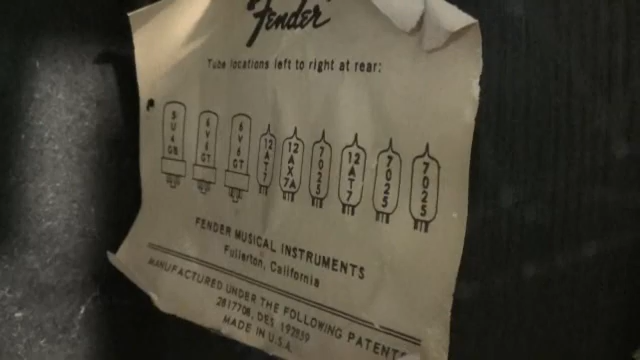 Fender
Tube locations left to right at rear:
5U4GB 6V6GT 6V6GT 12AT7 12AX7A 7025 12AT7 7025 7025
FENDER MUSICAL INSTRUMENTS
Fullerton, California
MANUFACTURED UNDER THE FOLLOWING PATENTS
2817708, DES. 192859
MADE IN U.S.A.